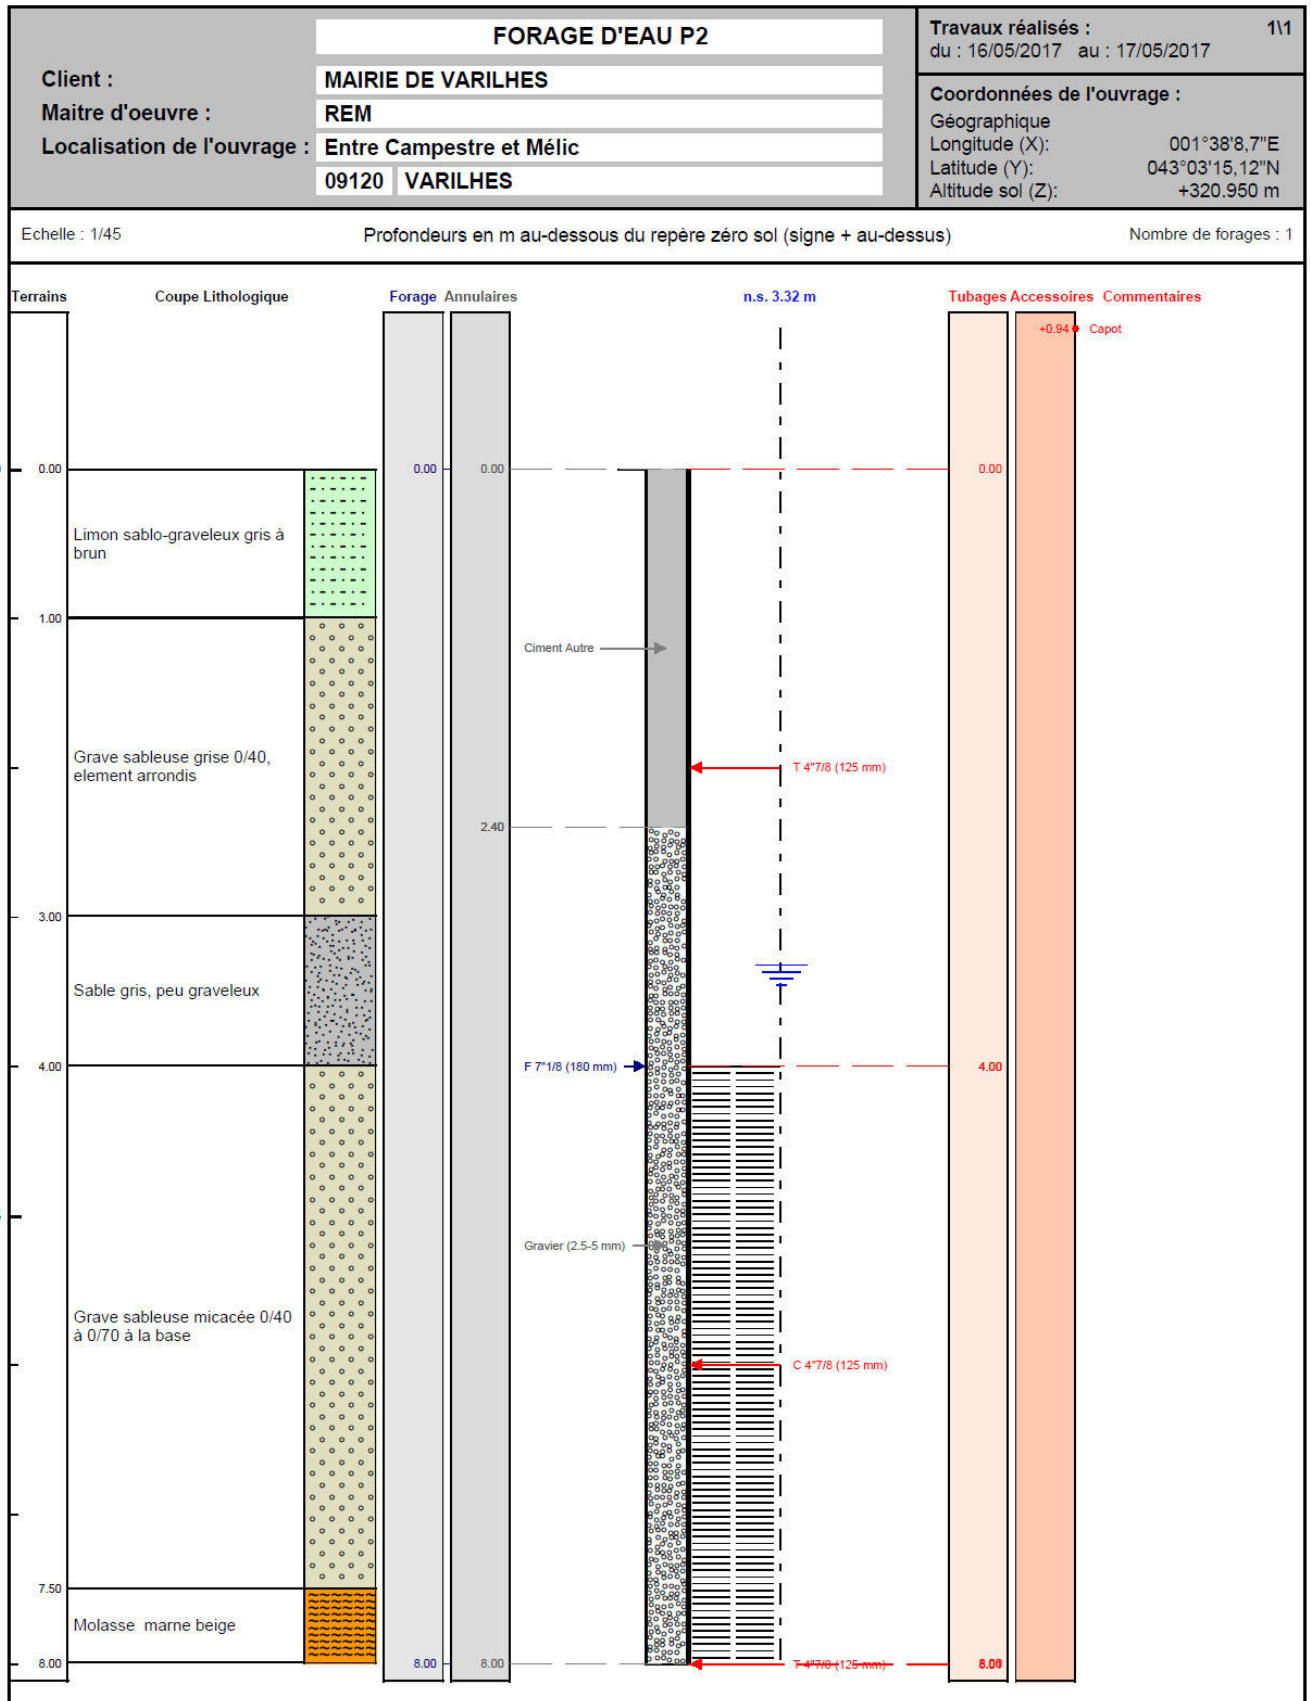 FORAGE D'EAU P2
Travaux réalisés : 1\1
du : 16/05/2017 au : 17/05/2017
Client : MAIRIE DE VARILHES
Maitre d'oeuvre : REM
Localisation de l'ouvrage : Entre Campestre et Mélic
09120 VARILHES
Coordonnées de l'ouvrage :
Géographique
Longitude (X): 001°38'8,7"E
Latitude (Y): 043°03'15,12"N
Altitude sol (Z): +320.950 m
Echelle : 1/45 Profondeurs en m au-dessous du repère zéro sol (signe + au-dessus) Nombre de forages : 1
Terrains Coupe Lithologique Forage Annulaires n.s. 3.32 m Tubages Accessoires Commentaires
+0.94 Capot
0.00 0.00 0.00 0.00
Limon sablo-graveleux gris à
brun
1.00
Ciment Autre
Grave sableuse grise 0/40,
element arrondis
T 4"7/8 (125 mm)
2.40
3.00
Sable gris, peu graveleux
4.00 F 7"1/8 (180 mm) 4.00
Gravier (2.5-5 mm)
Grave sableuse micacée 0/40
à 0/70 à la base
C 4"7/8 (125 mm)
7.50
Molasse marne beige
8.00 8.00 8.00 T 4"7/8 (125 mm)